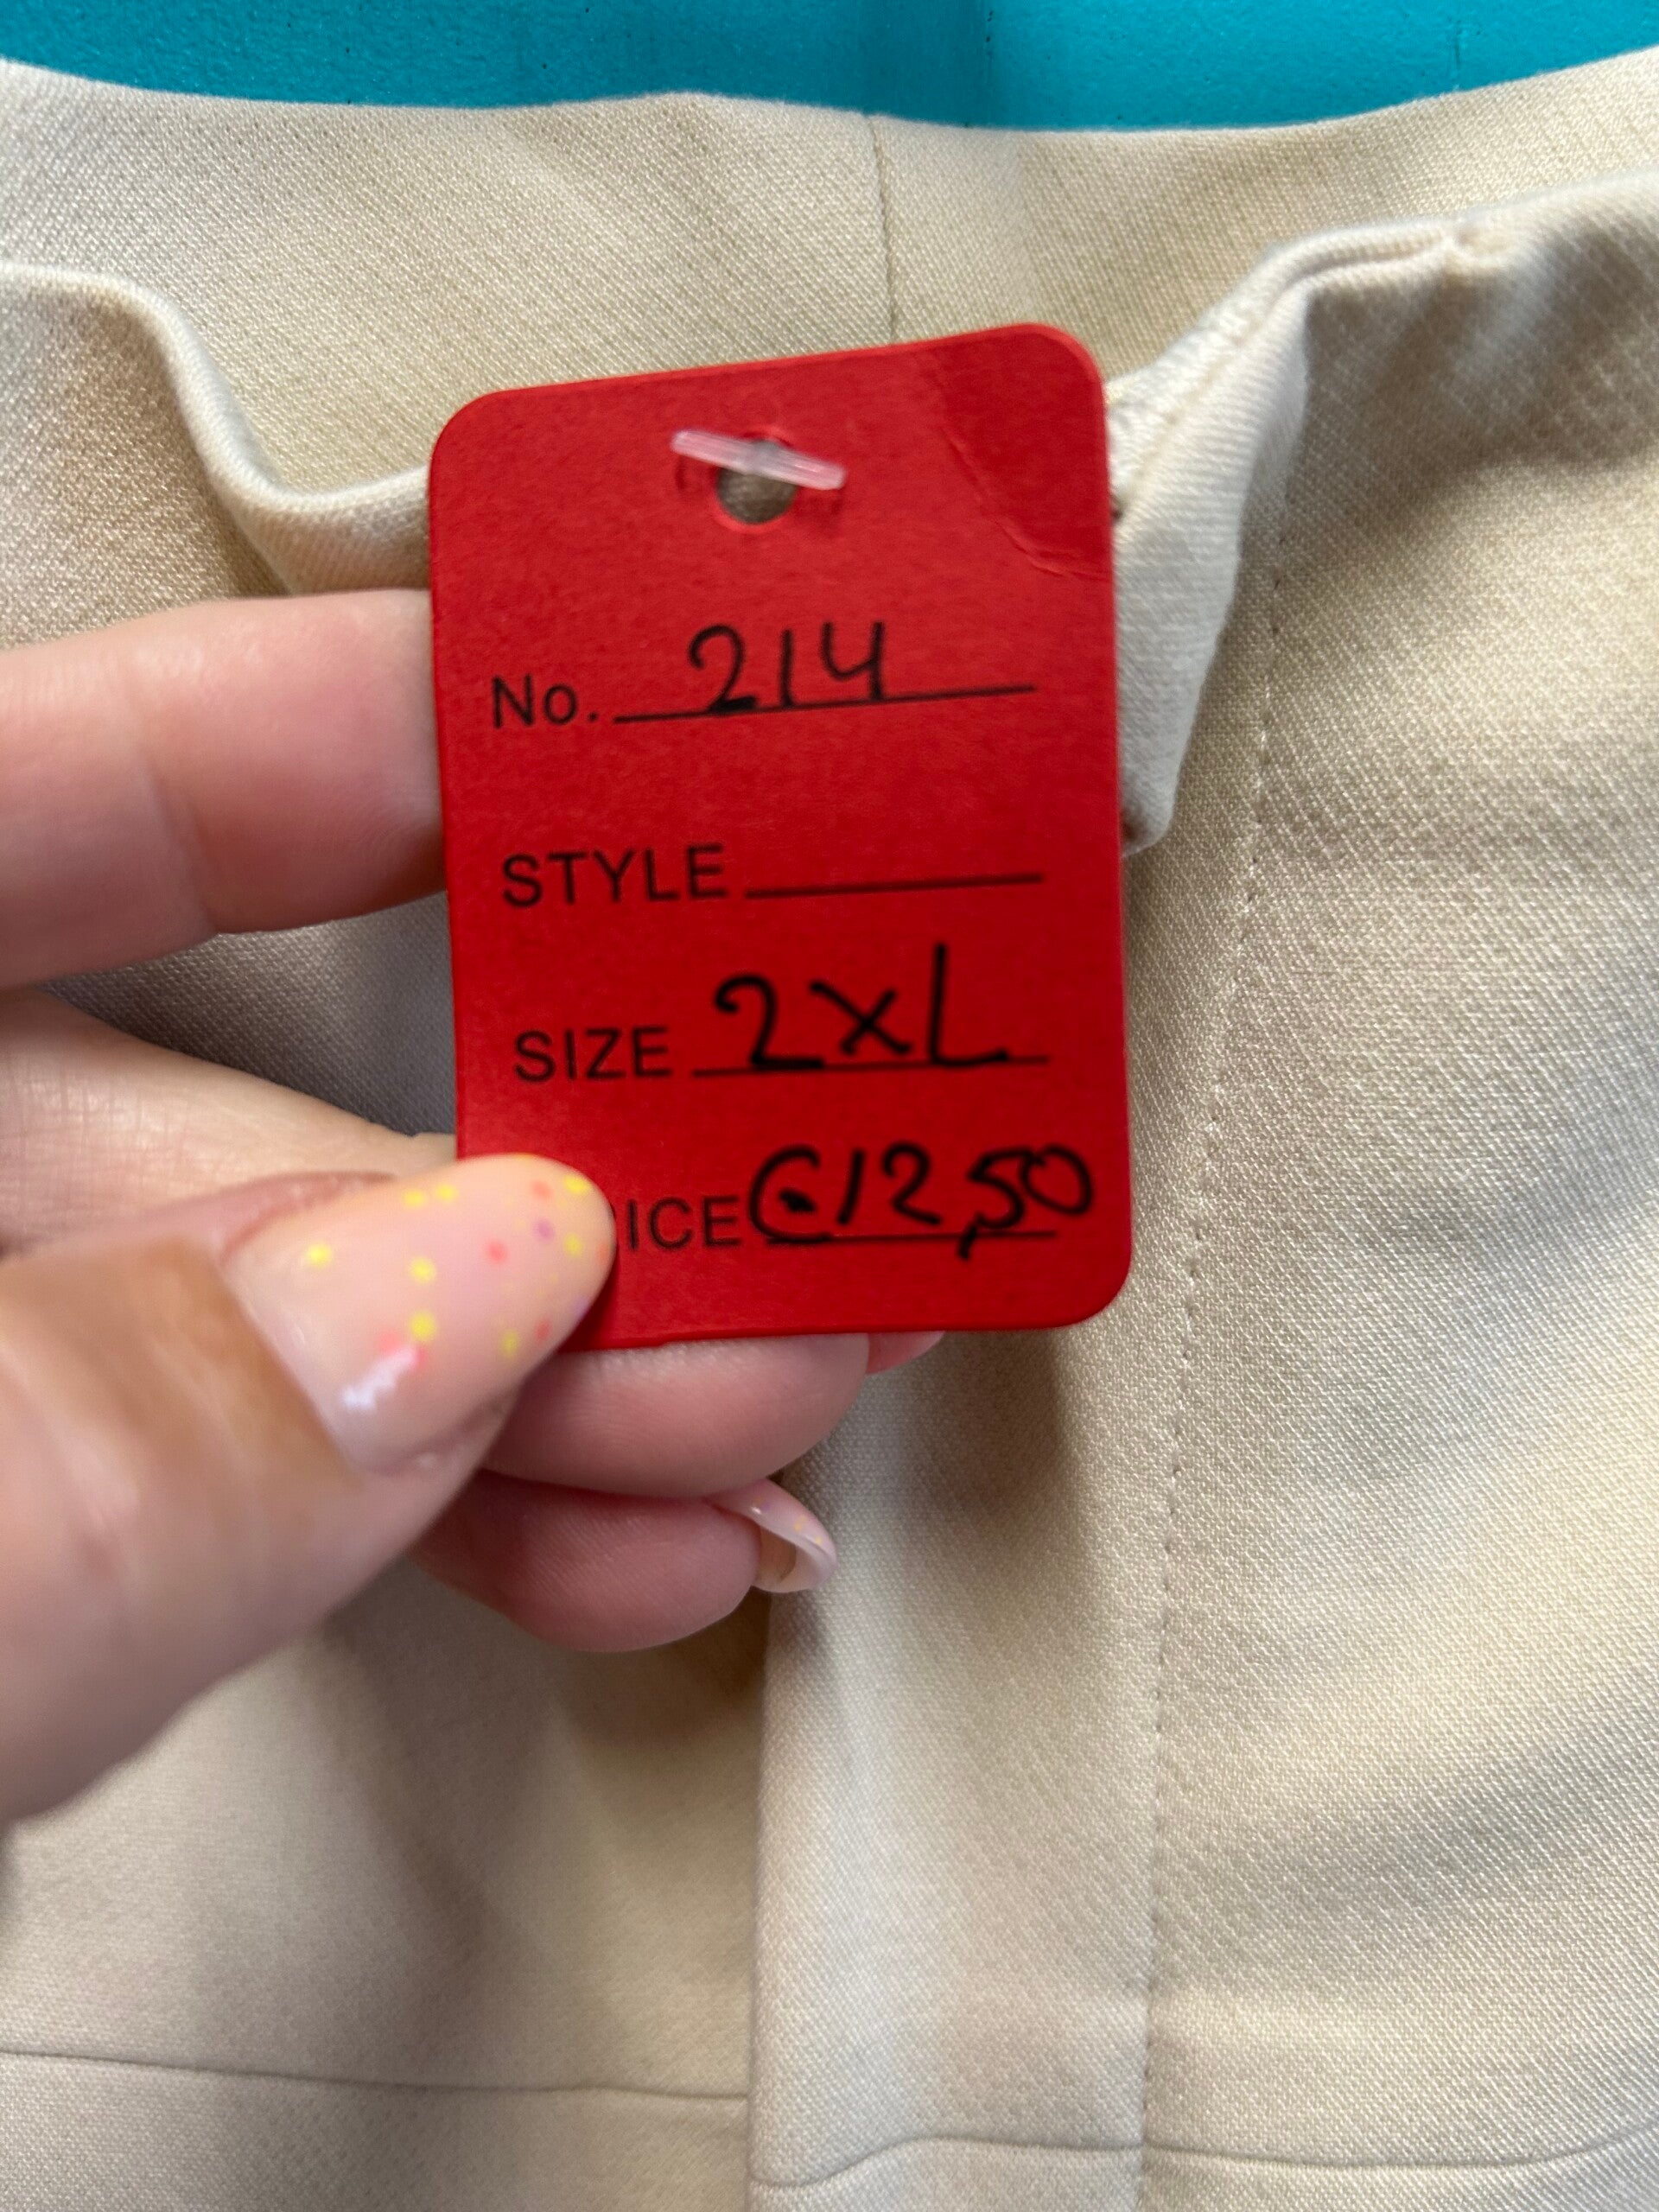 No. 214
STYLE
SIZE 2XL
ICE €12,50